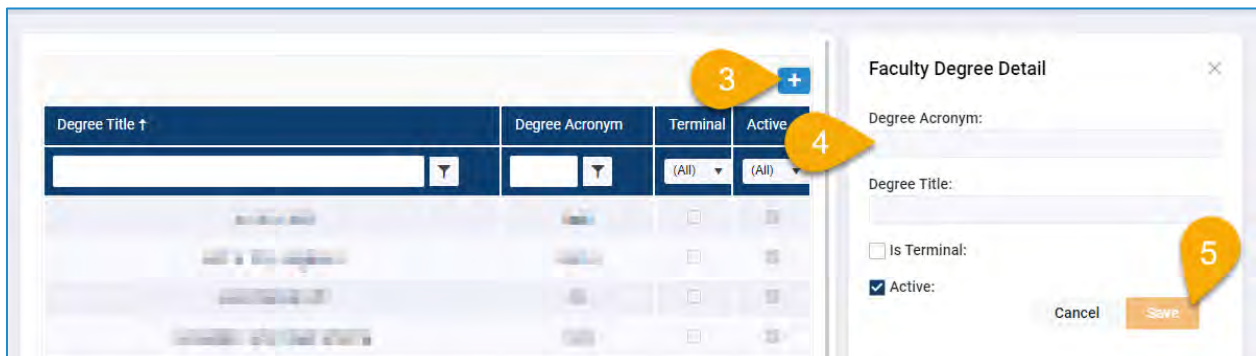 3
+
Degree Title ↑ Degree Acronym Terminal Active
(All) (All)
Faculty Degree Detail
4
Degree Acronym:
Degree Title:
Is Terminal:
Active:
5
Cancel Save